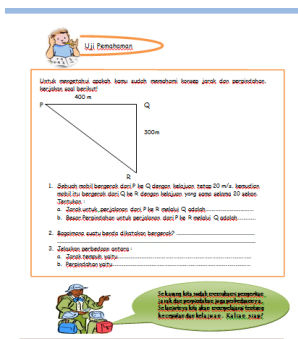 Uji Pemahaman
Untuk mengetahui apakah kamu sudah memahami konsep jarak dan perpindahan,
kerjakan soal berikut!
400 m
P
Q
300m
R
1. Sebuah mobil bergerak dari P ke Q dengan kelajuan tetap 20 m/s, kemudian
mobil itu bergerak dari Q ke R dengan kelajuan yang sama selama 20 sekon.
Tentukan :
a. Jarak untuk perjalanan dari P ke R melalui Q adalah
b. Besar Perpindahan untuk perjalanan dari P ke R melalui Q adalah
2. Bagaimana suatu benda dikatakan bergerak?
3. Jelaskan perbedaan antara :
a. Jarak tempuh yaitu
b. Perpindahan yaitu
Sekarang kita sudah memahami pengertian
jarak dan perpindahan juga perbedaannya.
Selanjutnya kita akan mempelajari tentang
kecepatan dan kelajuan. Kalian siap?